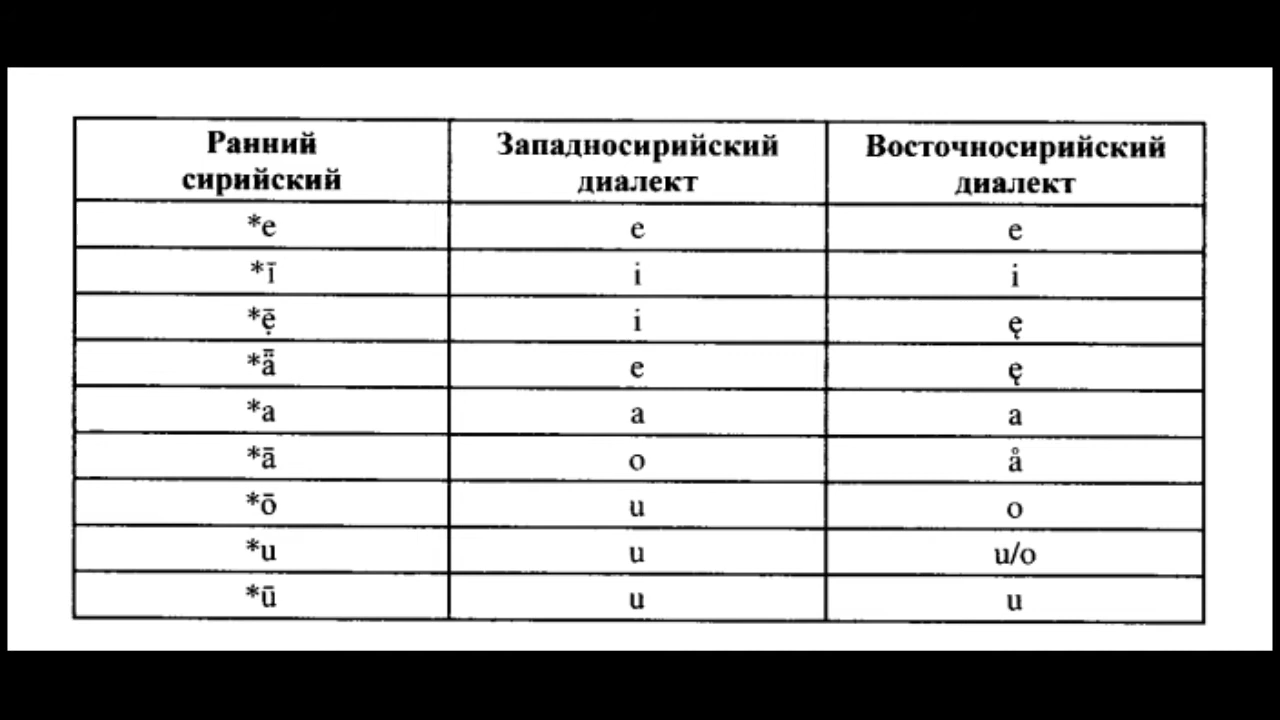 Ранний сирийский | Западносирийский диалект | Восточносирийский диалект
*e | e | e
*ī | i | i
*ẹ̄ | i | ę
*ǟ | e | ę
*a | a | a
*ā | o | å
*ō | u | o
*u | u | u/o
*ū | u | u